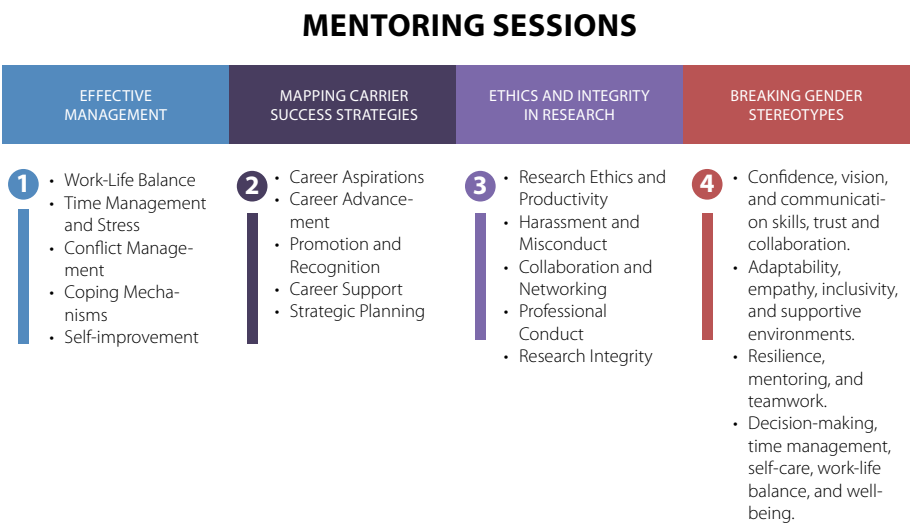 MENTORING SESSIONS
EFFECTIVE
MANAGEMENT
MAPPING CARRIER
SUCCESS STRATEGIES
ETHICS AND INTEGRITY
IN RESEARCH
BREAKING GENDER
STEREOTYPES
1
• Work-Life Balance
• Time Management
and Stress
• Conflict Manage-
ment
• Coping Mecha-
nisms
• Self-improvement
2
• Career Aspirations
• Career Advance-
ment
• Promotion and
Recognition
• Career Support
• Strategic Planning
3
• Research Ethics and
Productivity
• Harassment and
Misconduct
• Collaboration and
Networking
• Professional
Conduct
• Research Integrity
4
• Confidence, vision,
and communicati-
on skills, trust and
collaboration.
• Adaptability,
empathy, inclusivity,
and supportive
environments.
• Resilience,
mentoring, and
teamwork.
• Decision-making,
time management,
self-care, work-life
balance, and well-
being.